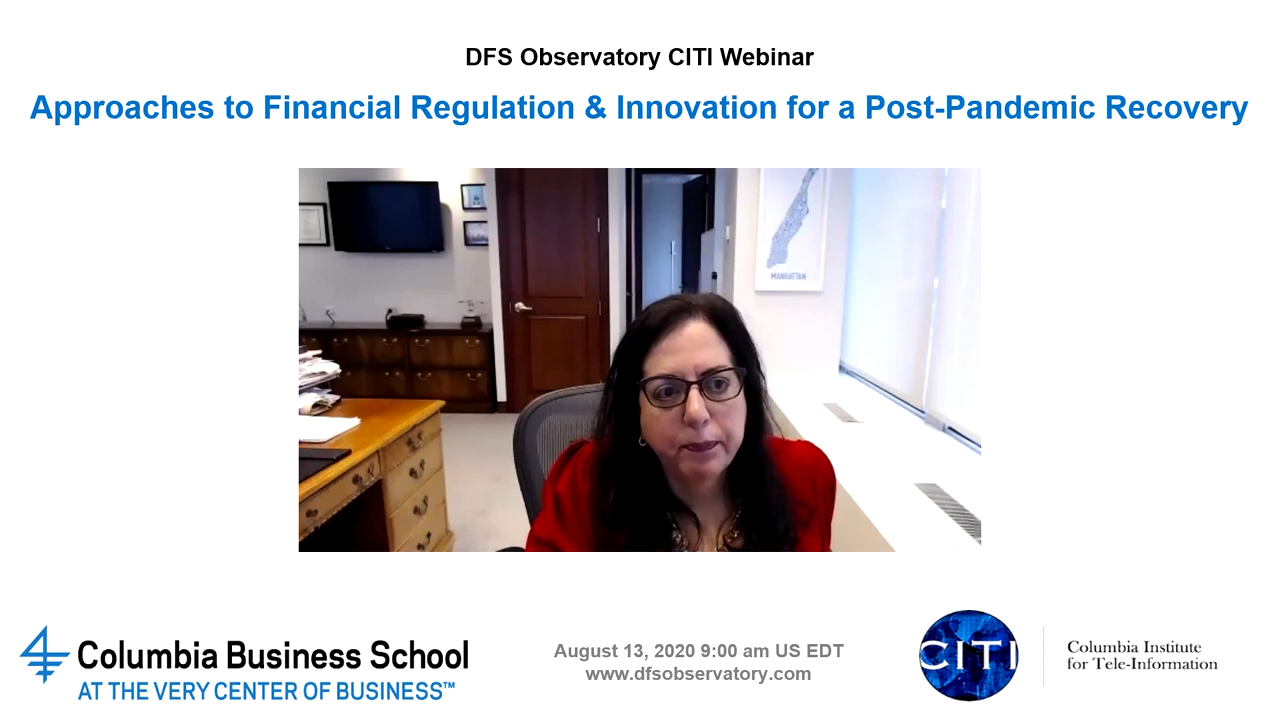 DFS Observatory CITI Webinar
Approaches to Financial Regulation & Innovation for a Post-Pandemic Recovery
MANHATTAN
Columbia Business School
AT THE VERY CENTER OF BUSINESS™
August 13, 2020 9:00 am US EDT
www.dfsobservatory.com
CITI
Columbia Institute
for Tele-Information